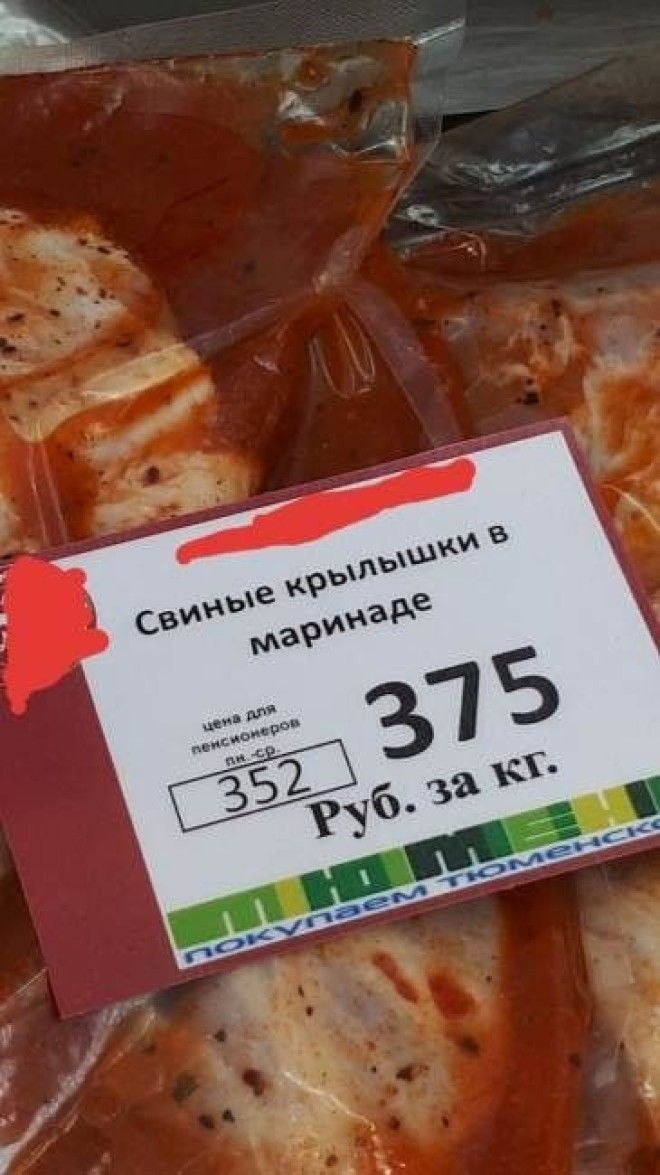 Свиные крылышки в
маринаде
цена для
пенсионеров
пн.-ср.
352
375
Руб. за кг.
покупаем тюменско